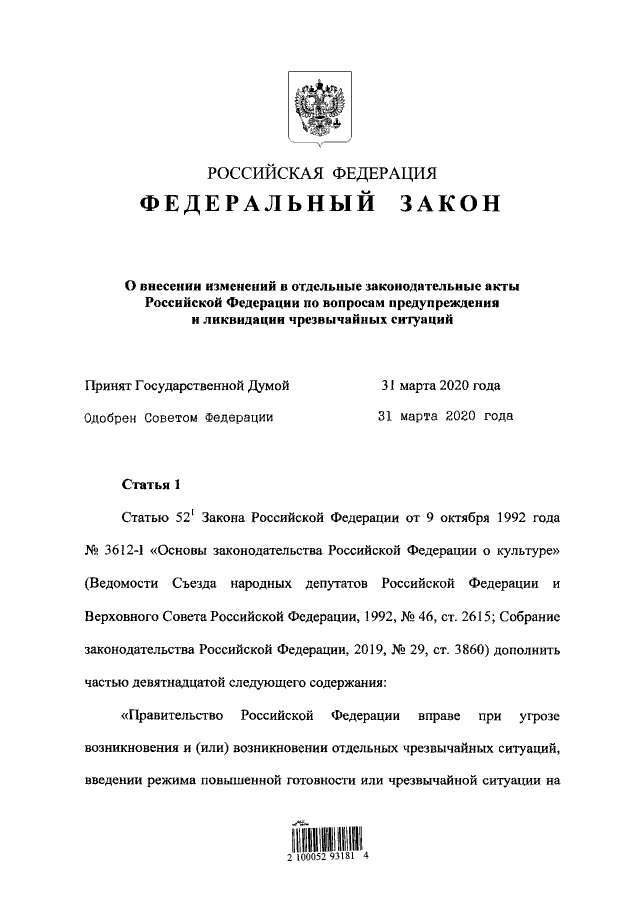 РОССИЙСКАЯ ФЕДЕРАЦИЯ
ФЕДЕРАЛЬНЫЙ ЗАКОН
О внесении изменений в отдельные законодательные акты
Российской Федерации по вопросам предупреждения
и ликвидации чрезвычайных ситуаций
Принят Государственной Думой 31 марта 2020 года
Одобрен Советом Федерации 31 марта 2020 года
Статья 1
Статью 52¹ Закона Российской Федерации от 9 октября 1992 года
№ 3612-I «Основы законодательства Российской Федерации о культуре»
(Ведомости Съезда народных депутатов Российской Федерации и
Верховного Совета Российской Федерации, 1992, № 46, ст. 2615; Собрание
законодательства Российской Федерации, 2019, № 29, ст. 3860) дополнить
частью девятнадцатой следующего содержания:
«Правительство Российской Федерации вправе при угрозе
возникновения и (или) возникновении отдельных чрезвычайных ситуаций,
введении режима повышенной готовности или чрезвычайной ситуации на
2 100052 93181 4